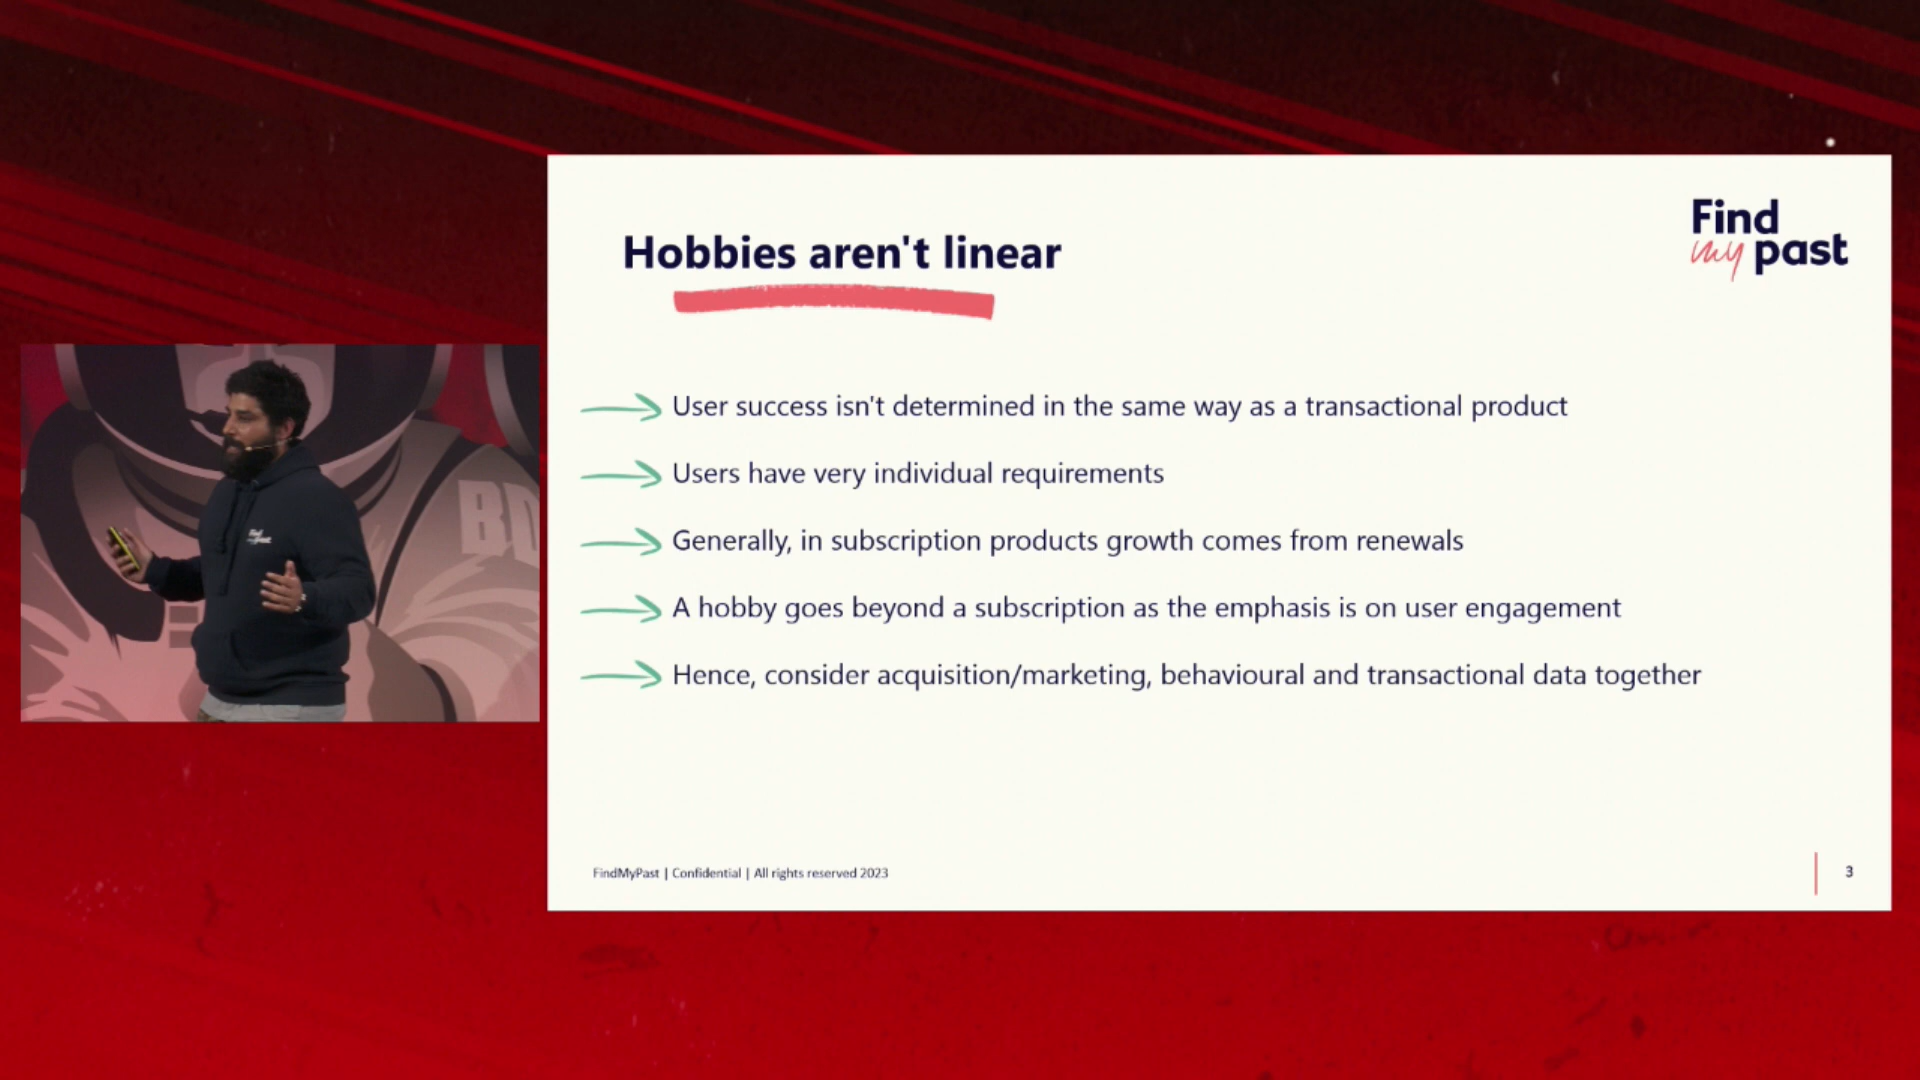 Find
my past
Hobbies aren't linear
User success isn't determined in the same way as a transactional product
Users have very individual requirements
Generally, in subscription products growth comes from renewals
A hobby goes beyond a subscription as the emphasis is on user engagement
Hence, consider acquisition/marketing, behavioural and transactional data together
FindMyPast | Confidential | All rights reserved 2023
3
Find
my past